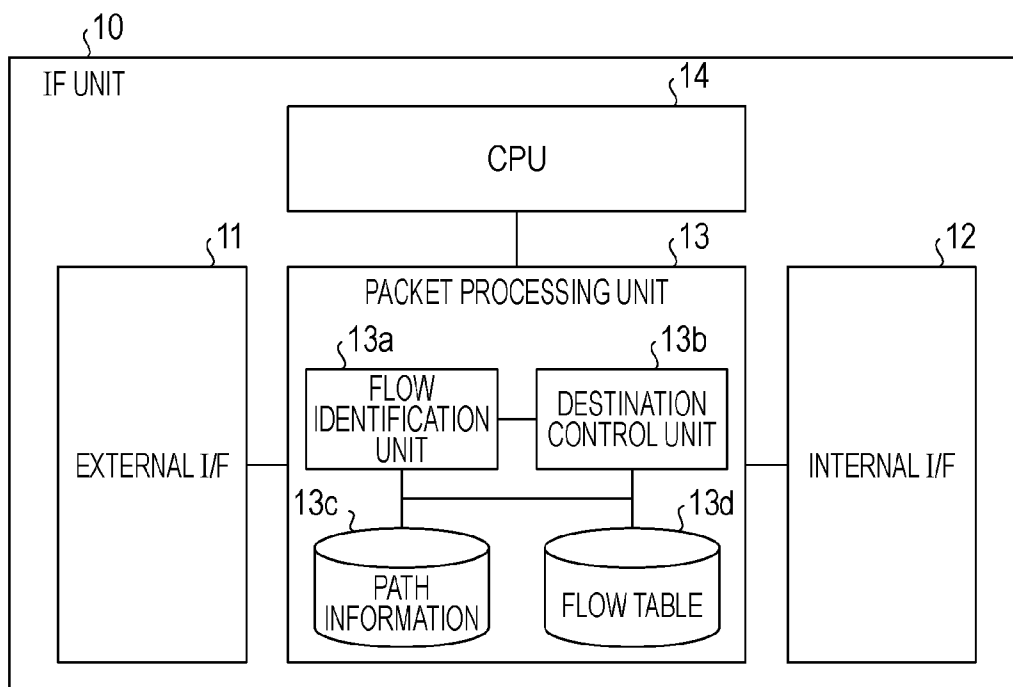 10
IF UNIT
14
CPU
11
13
12
EXTERNAL I/F
PACKET PROCESSING UNIT
13a
13b
FLOW
IDENTIFICATION
UNIT
DESTINATION
CONTROL UNIT
13c
13d
PATH
INFORMATION
FLOW TABLE
INTERNAL I/F